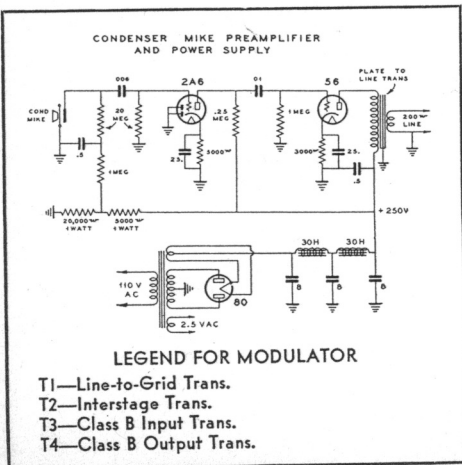 CONDENSER MIKE PREAMPLIFIER
AND POWER SUPPLY
PLATE TO
LINE TRANS
.006
2A6
.01
56
COND
MIKE
20
MEG
.25
MEG
1 MEG
200~
LINE
.5
25.
5000~
3000~
25.
.5
1 MEG
20,000~
1 WATT
5000~
1 WATT
+ 250V
30H
30H
110 V
AC
80
8
8
8
2.5 VAC
LEGEND FOR MODULATOR
T1—Line-to-Grid Trans.
T2—Interstage Trans.
T3—Class B Input Trans.
T4—Class B Output Trans.